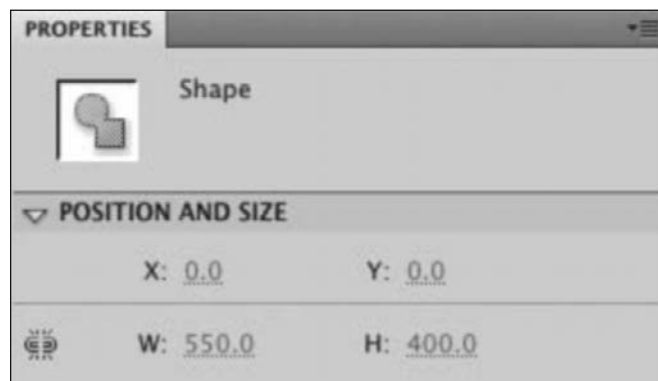 PROPERTIES
Shape
POSITION AND SIZE
X: 0.0 Y: 0.0
W: 550.0 H: 400.0